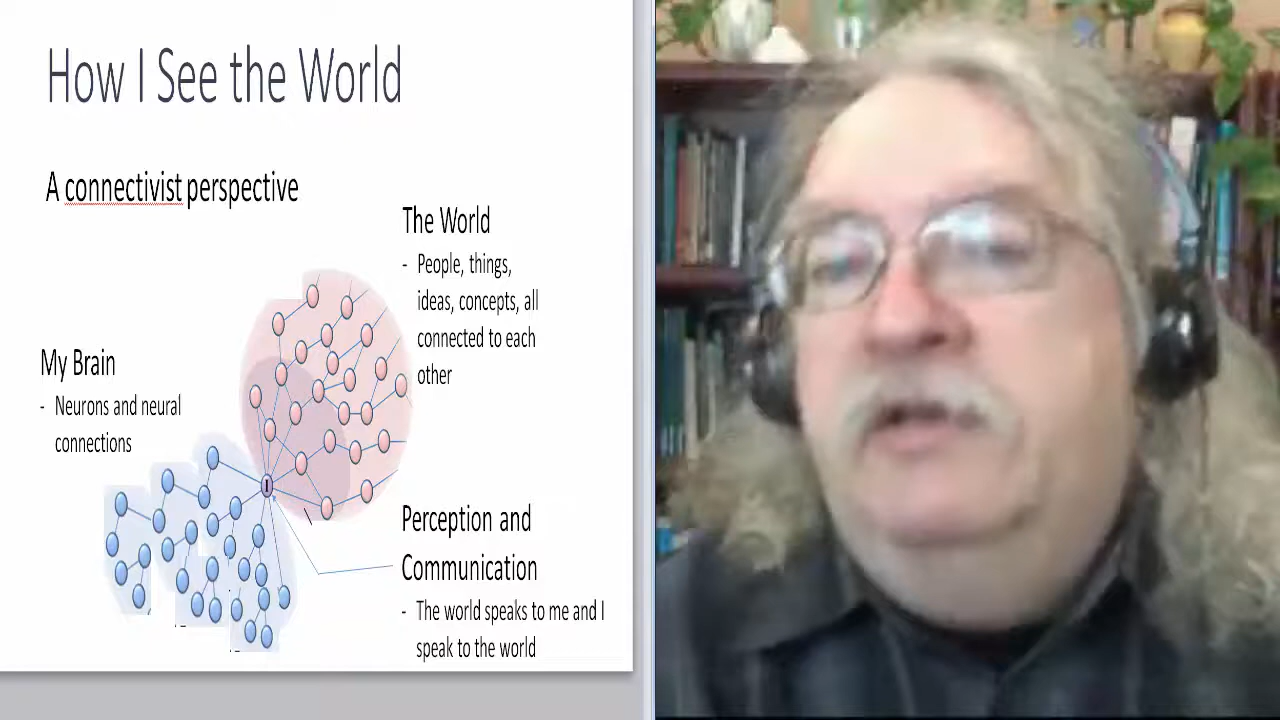 How I See the World
A connectivist perspective
The World
- People, things,
ideas, concepts, all
connected to each
other
My Brain
- Neurons and neural
connections
I
Perception and
Communication
- The world speaks to me and I
speak to the world